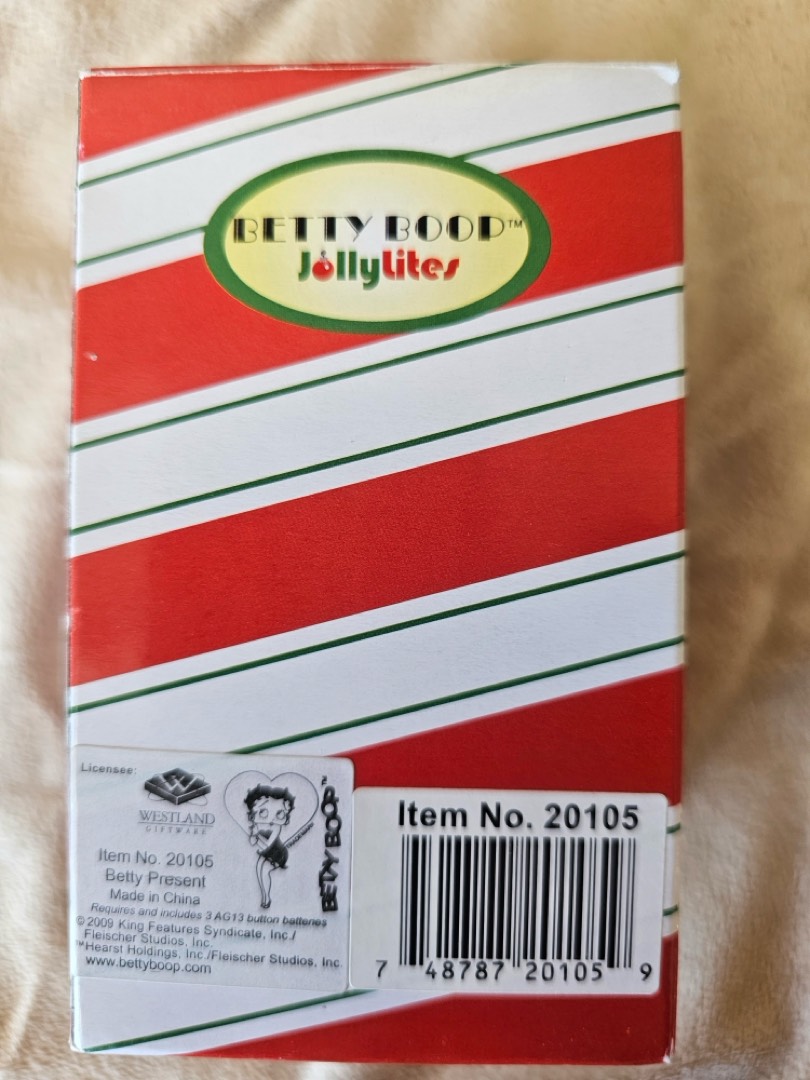 BETTY BOOP™
JollyLites
Licensee:
WESTLAND
GIFTWARE
TRADEMARK
BETTY BOOP™
Item No. 20105
Betty Present
Made in China
Requires and includes 3 AG13 button batteries
© 2009 King Features Syndicate, Inc./
Fleischer Studios, Inc.
™Hearst Holdings, Inc./Fleischer Studios, Inc.
www.bettyboop.com
Item No. 20105
7 48787 20105 9